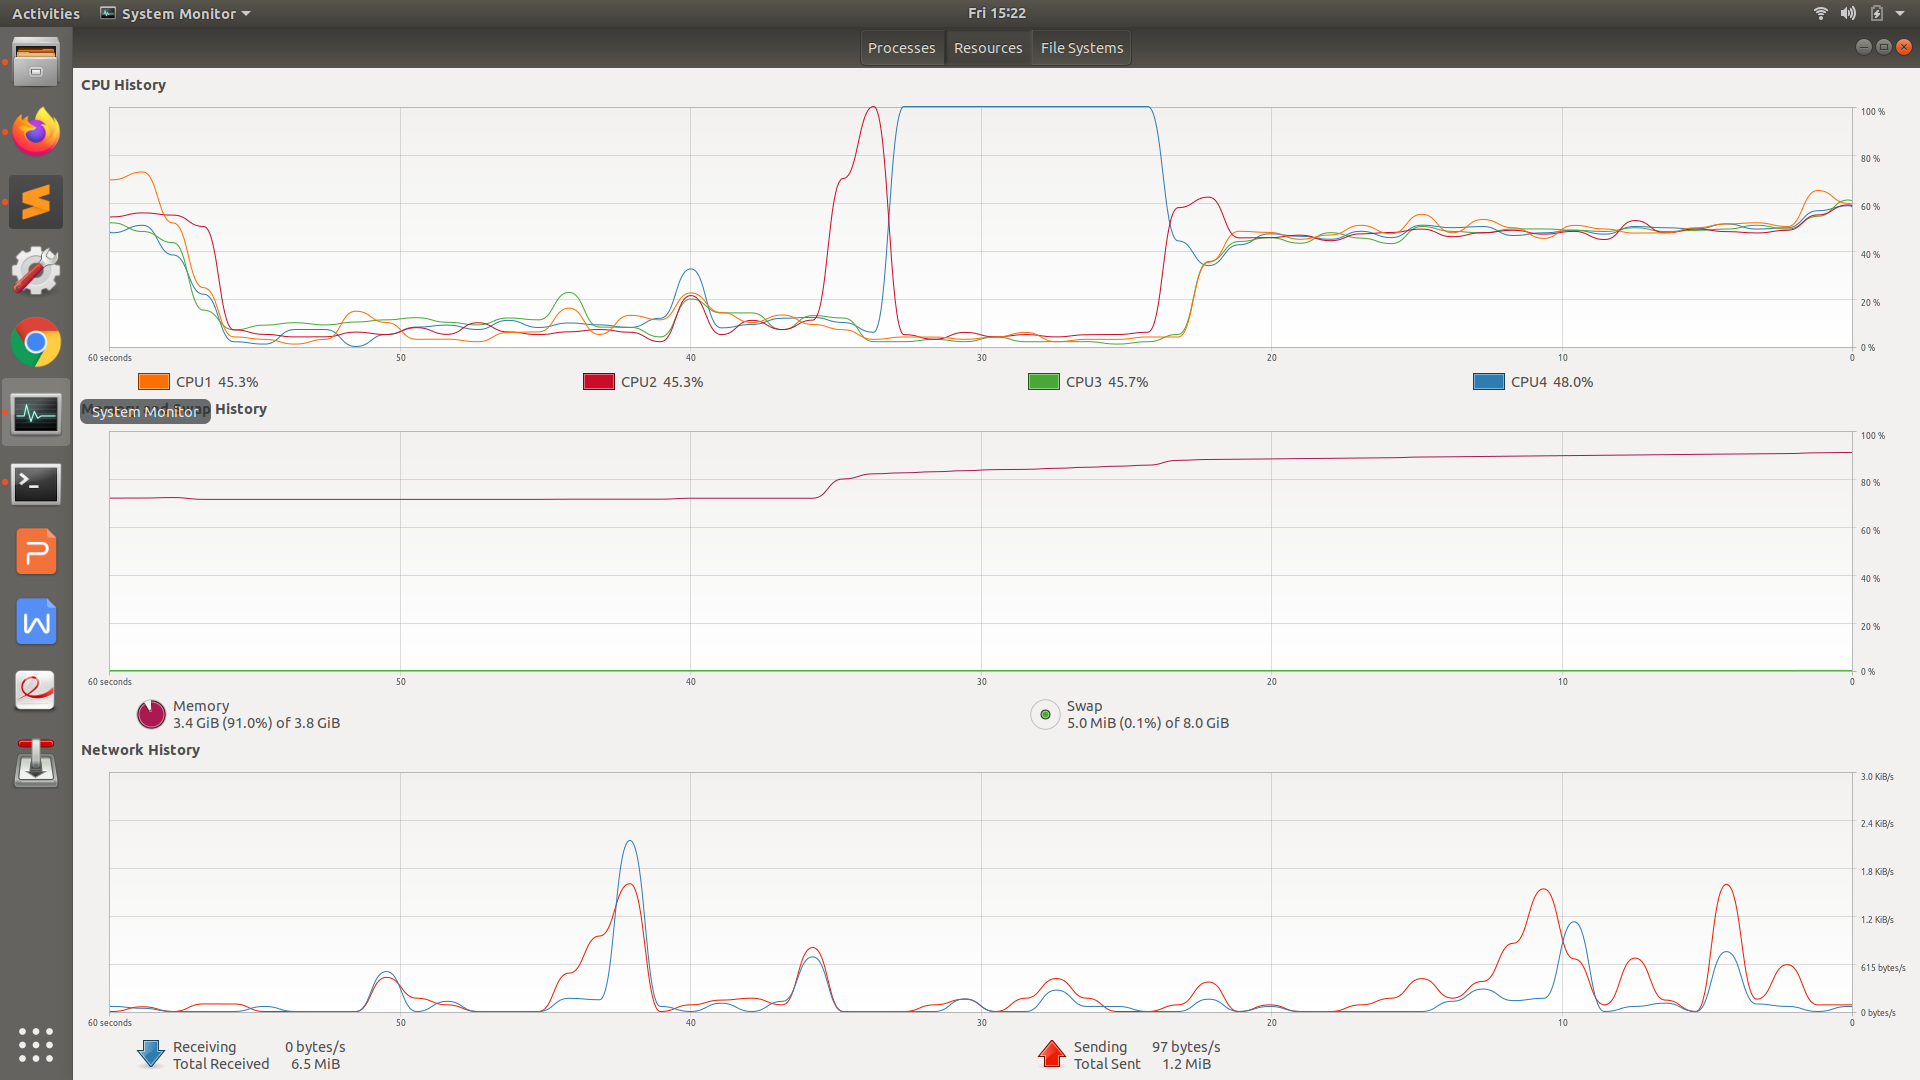 Activities System Monitor Fri 15:22
Processes Resources File Systems
CPU History
100 %
80 %
60 %
40 %
20 %
0 %
60 seconds 50 40 30 20 10 0
CPU1 45.3% CPU2 45.3% CPU3 45.7% CPU4 48.0%
System Monitor History
100 %
80 %
60 %
40 %
20 %
0 %
60 seconds 50 40 30 20 10 0
Memory Swap
3.4 GiB (91.0%) of 3.8 GiB 5.0 MiB (0.1%) of 8.0 GiB
Network History
3.0 KiB/s
2.4 KiB/s
1.8 KiB/s
1.2 KiB/s
615 bytes/s
0 bytes/s
60 seconds 50 40 30 20 10 0
Receiving 0 bytes/s Sending 97 bytes/s
Total Received 6.5 MiB Total Sent 1.2 MiB